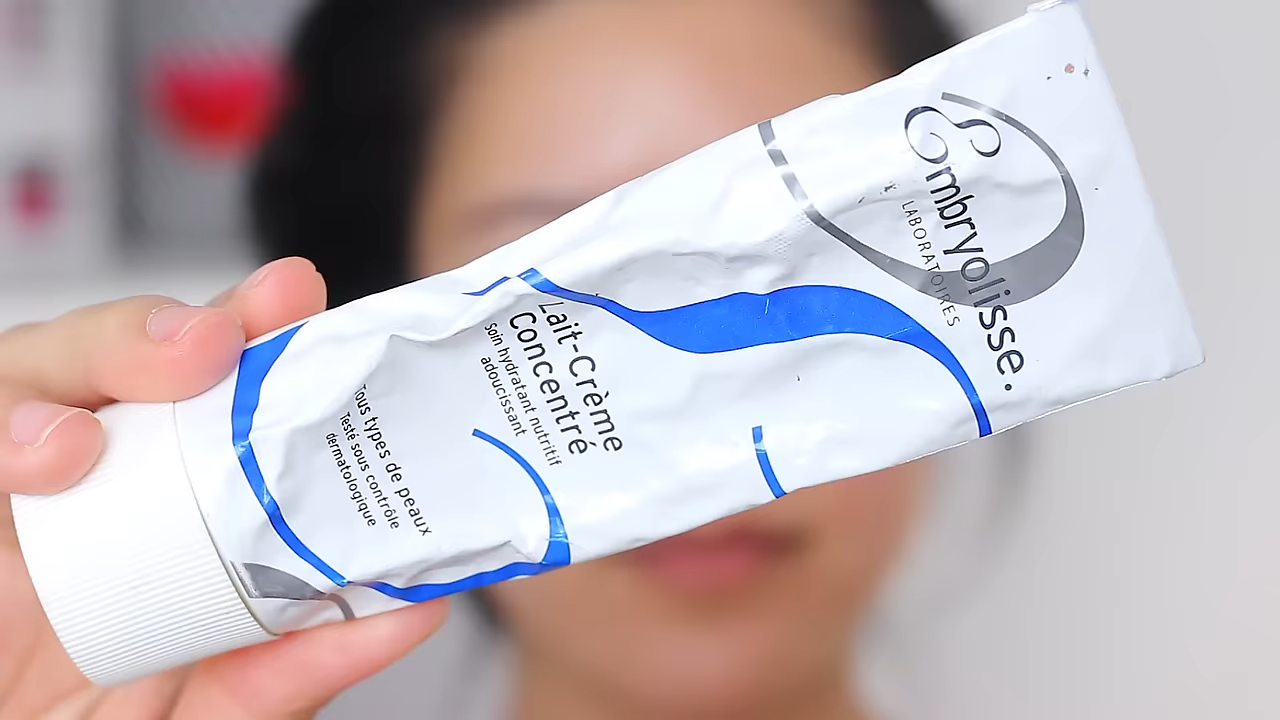 Embryolisse.
LABORATOIRES
Lait-Crème
Concentré
Soin hydratant nutritif
adoucissant
Tous types de peaux
Testé sous contrôle
dermatologique